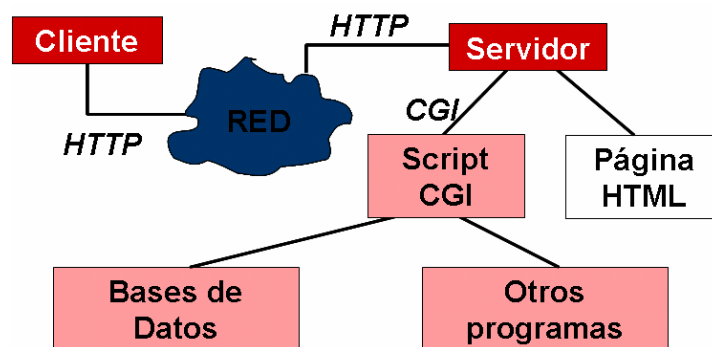 Cliente
HTTP
Servidor
RED
HTTP
CGI
Script
CGI
Página
HTML
Bases de
Datos
Otros
programas